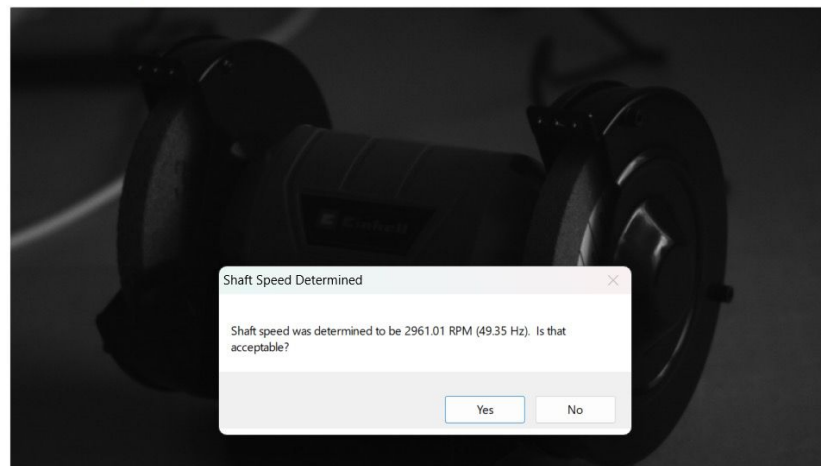 Einhell
Shaft Speed Determined
Shaft speed was determined to be 2961.01 RPM (49.35 Hz).  Is that
acceptable?
Yes
No